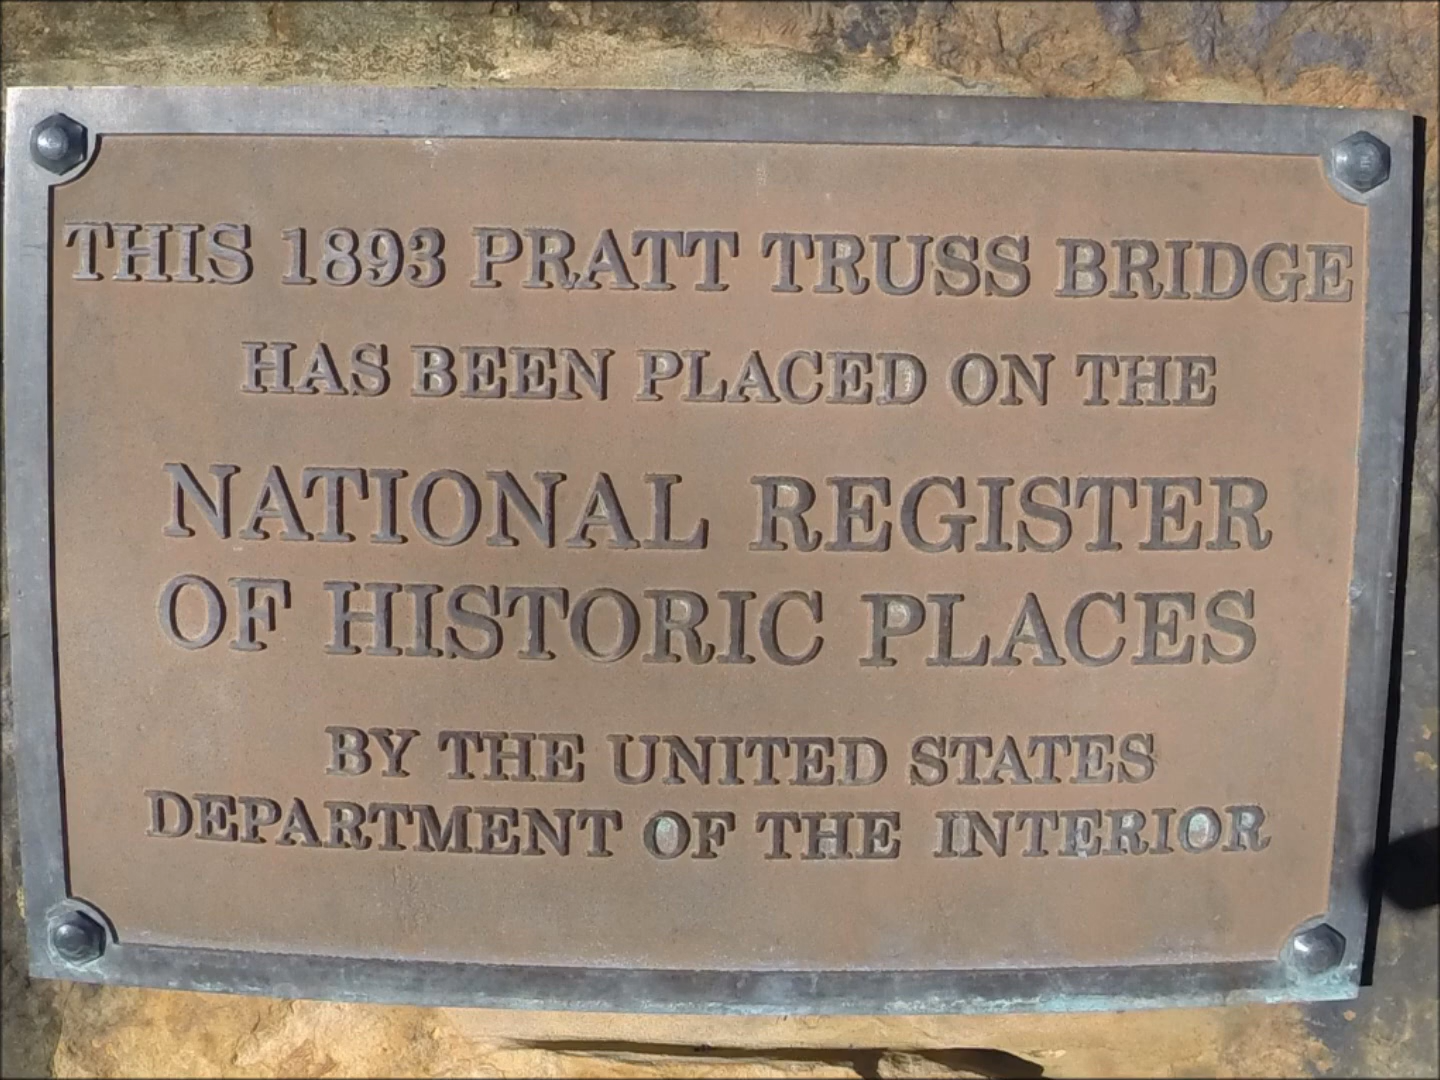 THIS 1893 PRATT TRUSS BRIDGE
HAS BEEN PLACED ON THE
NATIONAL REGISTER
OF HISTORIC PLACES
BY THE UNITED STATES
DEPARTMENT OF THE INTERIOR